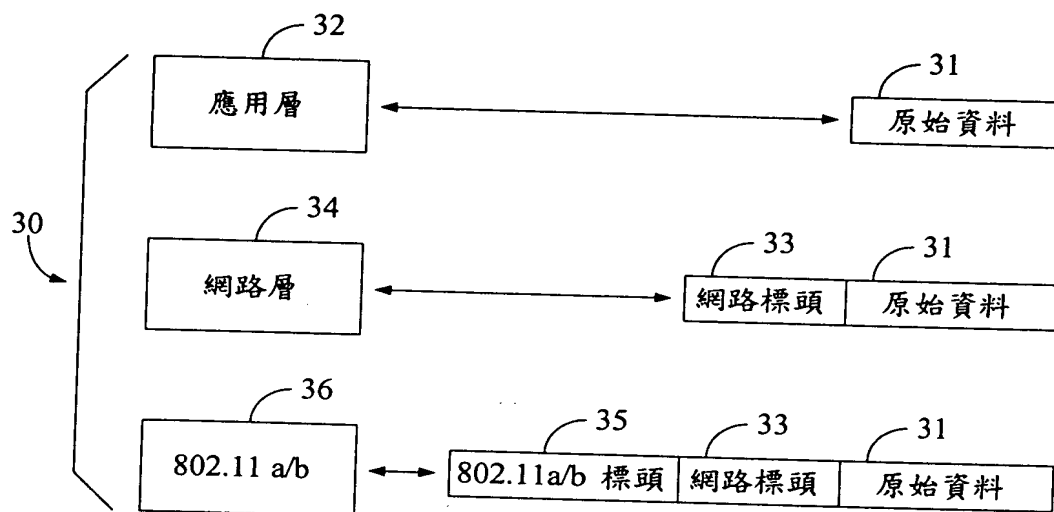 32
31
應用層
原始資料
30
34
33
31
網路層
網路標頭
原始資料
36
35
33
31
802.11 a/b
802.11a/b 標頭
網路標頭
原始資料